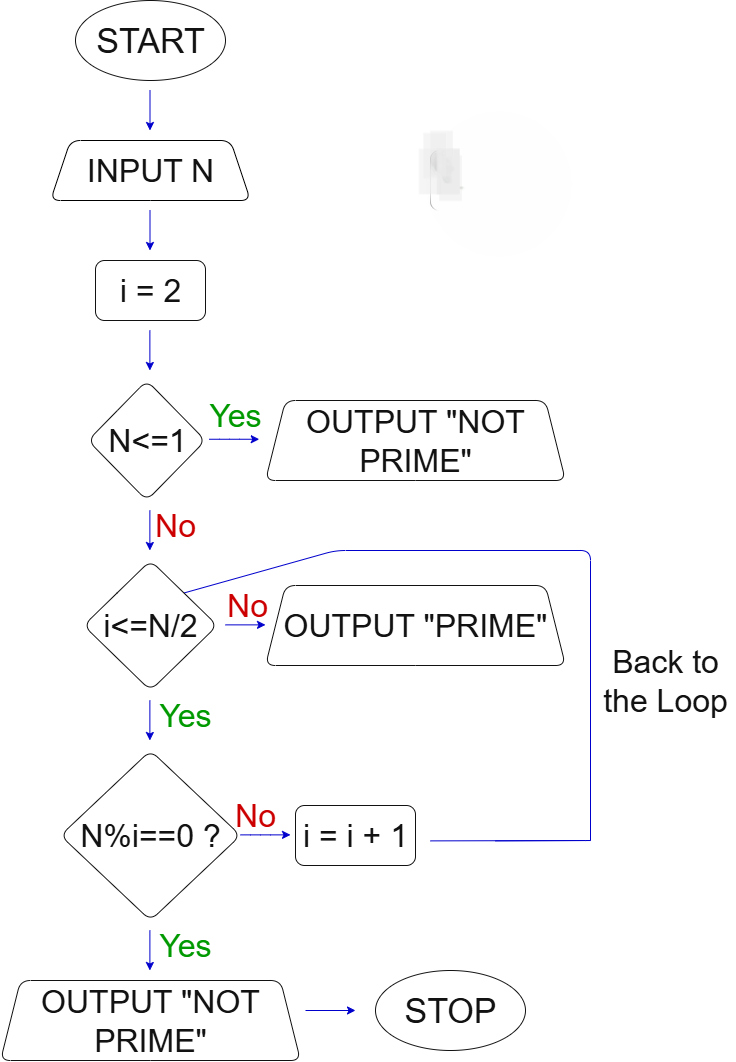 START
INPUT N
i = 2
N<=1
Yes
OUTPUT "NOT
PRIME"
No
i<=N/2
No
OUTPUT "PRIME"
Back to
the Loop
Yes
N%i==0 ?
No
i = i + 1
Yes
OUTPUT "NOT
PRIME"
STOP